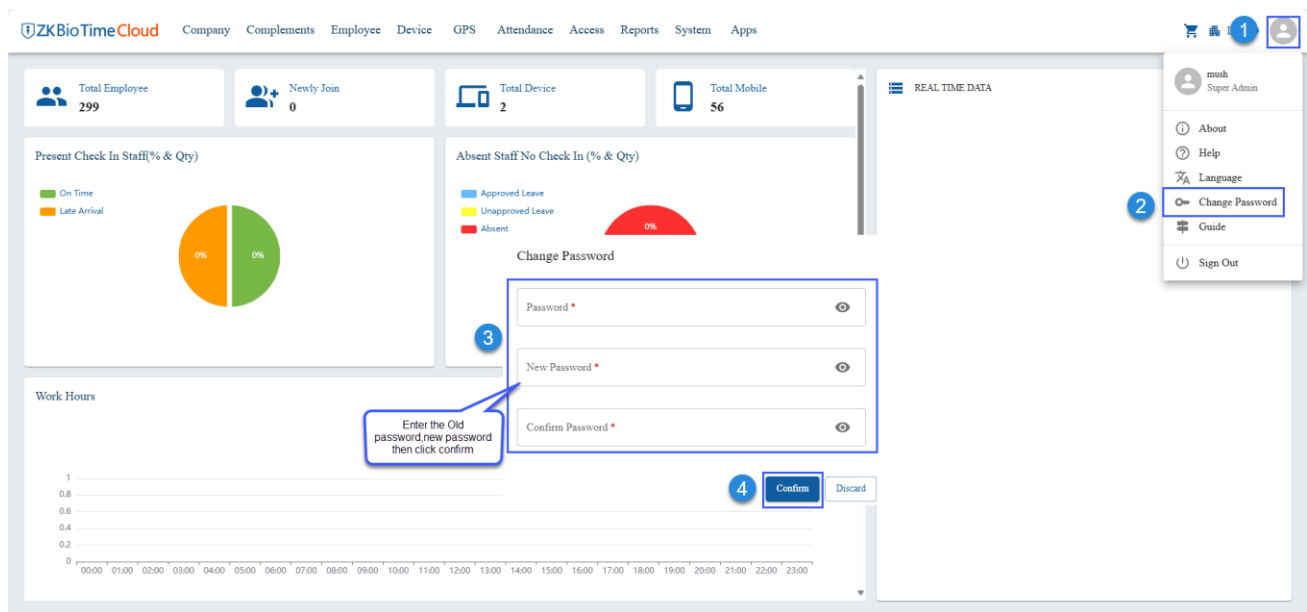 ZKBioTime Cloud Company Complements Employee Device GPS Attendance Access Reports System Apps
1
Total Employee
299
Newly Join
0
Total Device
2
Total Mobile
56
REAL TIME DATA
mush
Super Admin
About
Help
Language
2
Change Password
Guide
Sign Out
Present Check In Staff(% & Qty)
On Time
Late Arrival
0% 0%
Absent Staff No Check In (% & Qty)
Approved Leave
Unapproved Leave
Absent
0%
Change Password
3
Password *
New Password *
Confirm Password *
Enter the Old
password,new password
then click confirm
4
Confirm Discard
Work Hours
1
0.8
0.6
0.4
0.2
0
00:00 01:00 02:00 03:00 04:00 05:00 06:00 07:00 08:00 09:00 10:00 11:00 12:00 13:00 14:00 15:00 16:00 17:00 18:00 19:00 20:00 21:00 22:00 23:00